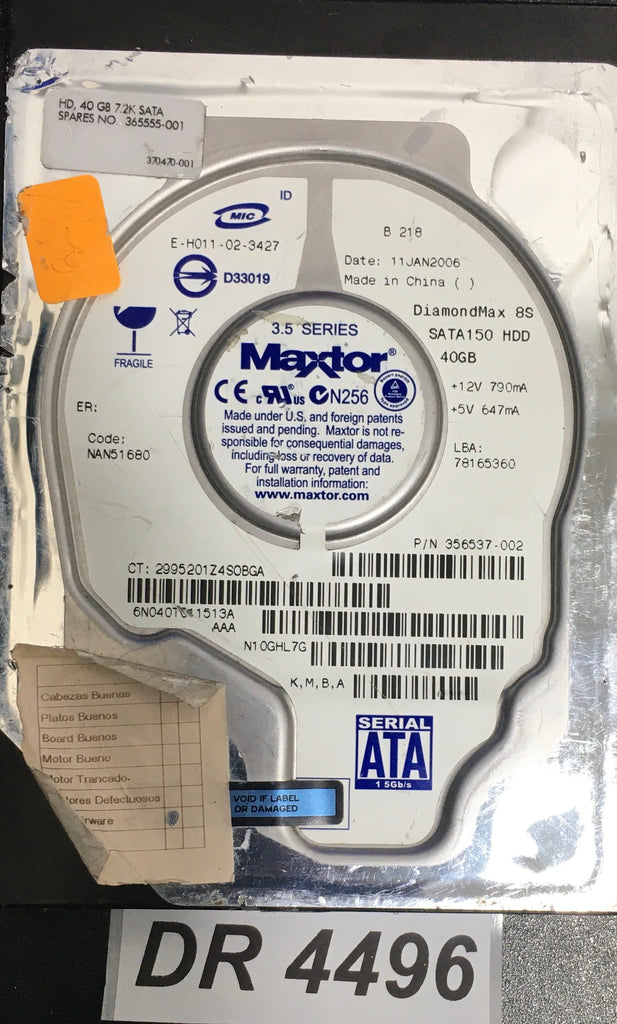 HD, 40 GB 7.2K SATA
SPARES NO. 365555-001
370470-001
ID
MIC
E-H011-02-3427
D33019
FRAGILE
B 218
Date: 11JAN2006
Made in China ( )
DiamondMax 8S
SATA150 HDD
40GB
+12V 790mA
+5V 647mA
3.5 SERIES
Maxtor®
CE c RU® us N256
Made under U.S. and foreign patents
issued and pending. Maxtor is not re-
sponsible for consequential damages,
including loss or recovery of data.
For full warranty, patent and
installation information:
www.maxtor.com
ER:
Code:
NAN51680
LBA:
78165360
P/N 356537-002
CT: 2995201Z4S0BGA
1513A
AAA
N10GHL7G
K,M,B,A
SERIAL
ATA
1.5Gb/s
Cabezas Buenas
Platos Buenos
Board Buenos
Motor Bueno
Motor Trancado
Defectuosos
VOID IF LABEL
OR DAMAGED
DR 4496